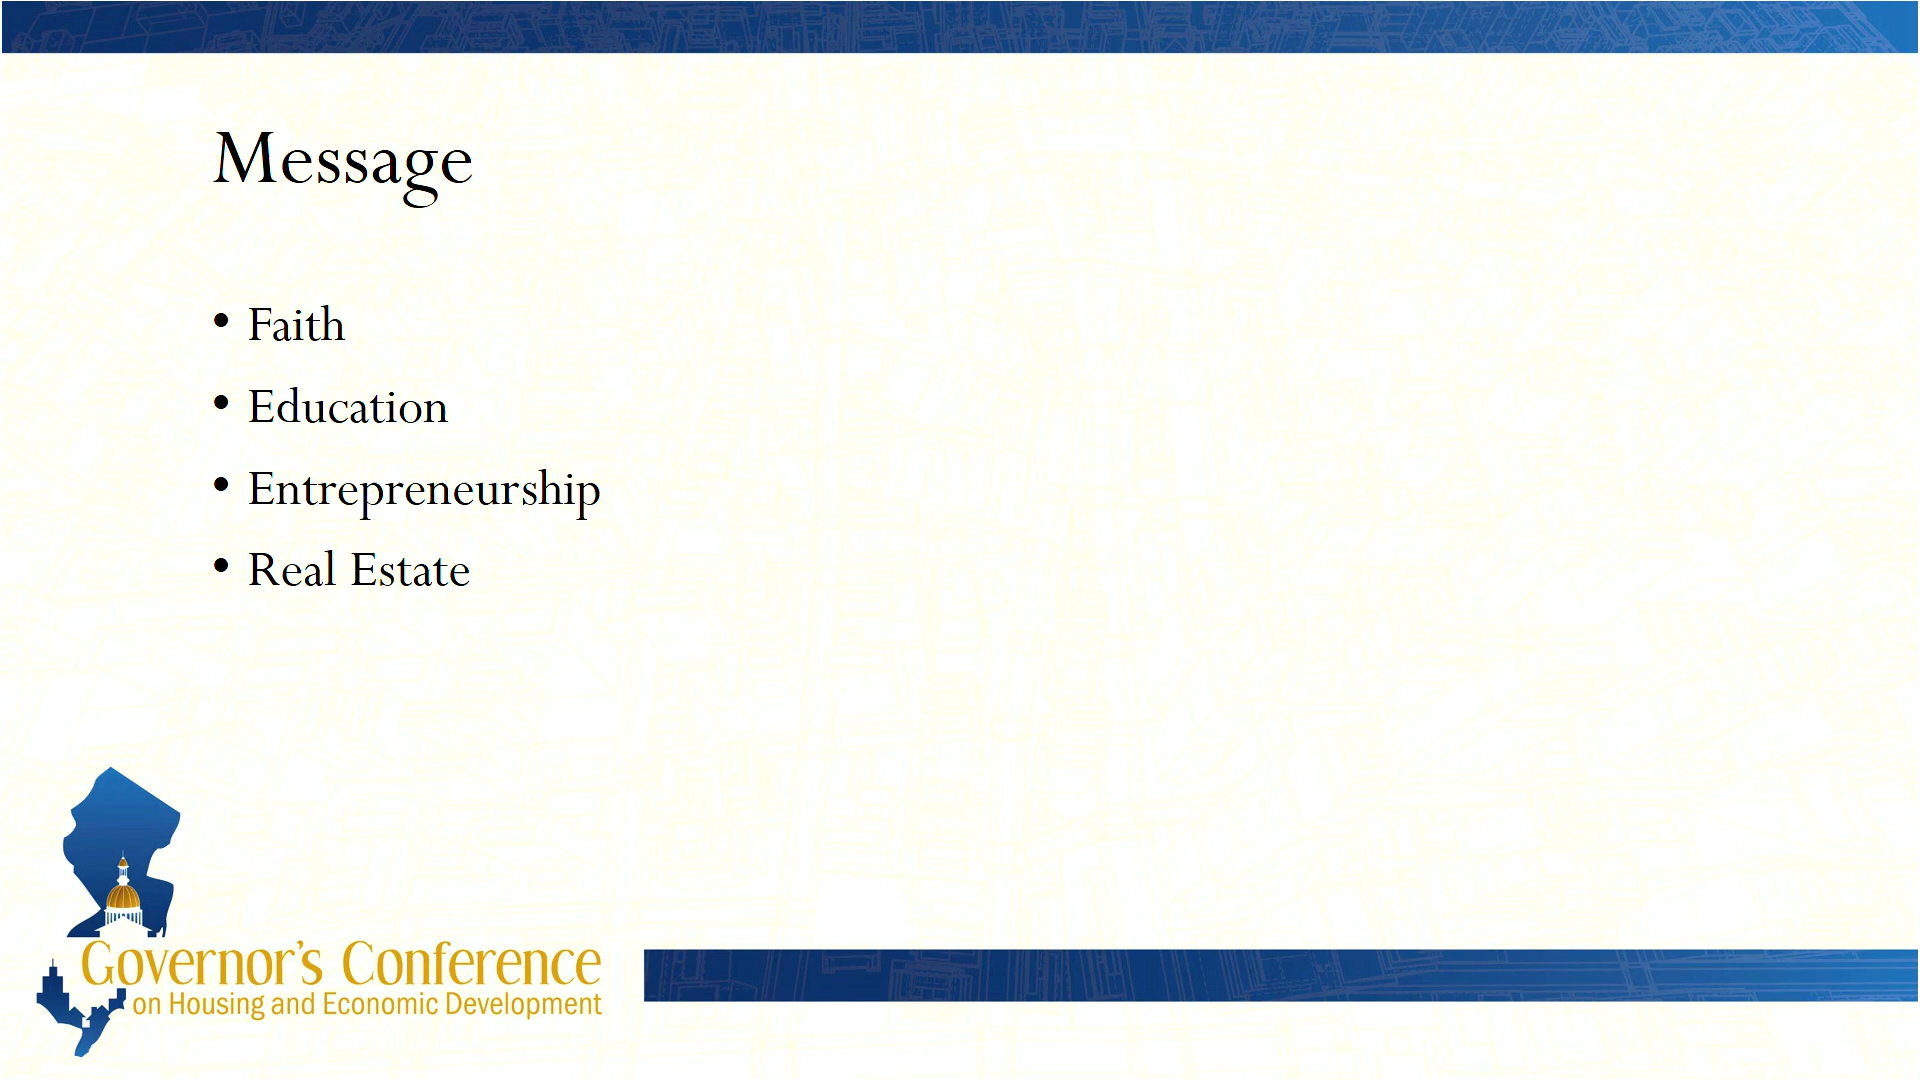 Message
• Faith
• Education
• Entrepreneurship
• Real Estate
Governor's Conference
on Housing and Economic Development